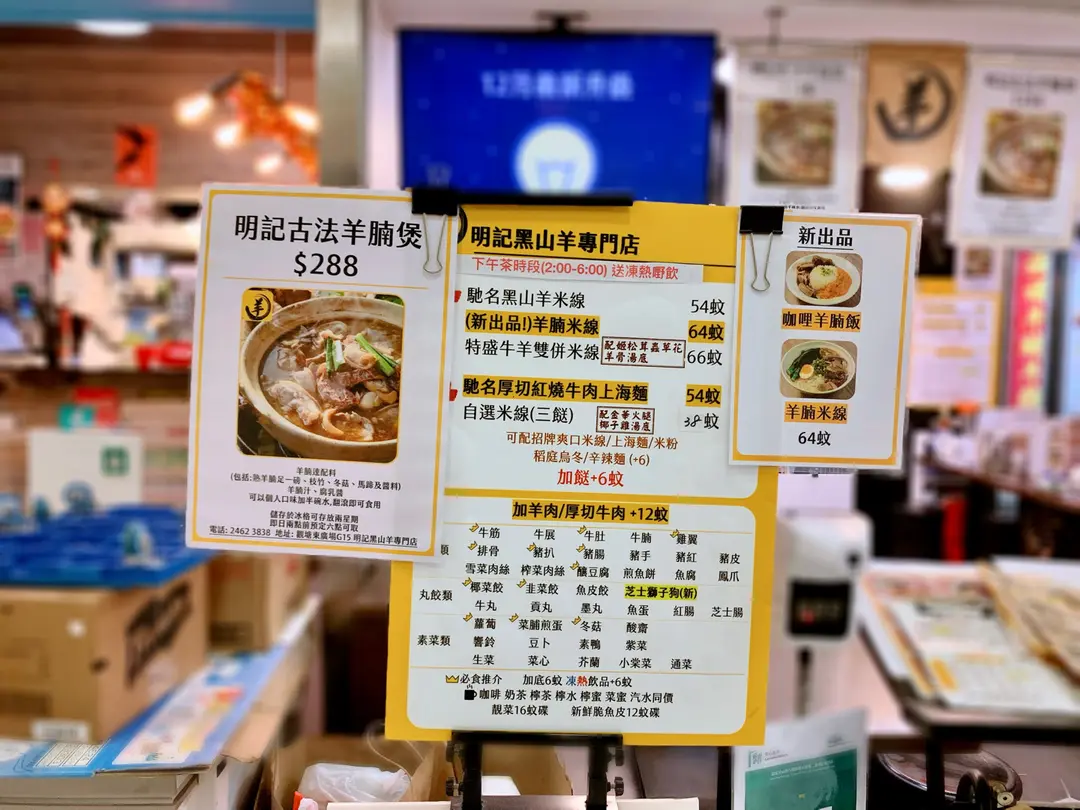 12月最新升級
明記古法羊腩煲
$288
羊
羊腩達配料
(包括:熟羊腩足一磅、枝竹、冬菇、馬蹄及醬料)
羊腩汁、腐乳醬
可以個人口味加半碗水,翻滾即可食用
儲存於冰格可存放兩星期
即日兩點前預定六點可取
電話: 2462 3838 地址: 觀塘東廣場G15 明記黑山羊專門店
明記黑山羊專門店
下午茶時段(2:00-6:00) 送凍熱嘢飲
馳名黑山羊米線 54蚊
(新出品!)羊腩米線 64蚊
特盛牛羊雙併米線 配姬松茸蟲草花羊骨湯底 66蚊
馳名厚切紅燒牛肉上海麵 54蚊
自選米線(三餸) 配金華火腿椰子雞湯底 38蚊
可配招牌爽口米線/上海麵/米粉
稻庭烏冬/辛辣麵 (+6)
加餸+6蚊
加羊肉/厚切牛肉 +12蚊
牛筋 牛展 牛肚 牛腩 雞翼
類 排骨 豬扒 豬腸 豬手 豬紅 豬皮
雪菜肉絲 榨菜肉絲 釀豆腐 煎魚餅 魚腐 鳳爪
丸餃類 椰菜餃 韭菜餃 魚皮餃 芝士獅子狗(新)
牛丸 貢丸 墨丸 魚蛋 紅腸 芝士腸
蘿蔔 菜脯煎蛋 冬菇 酸齋
素菜類 響鈴 豆卜 素鴨 紫菜
生菜 菜心 芥蘭 小棠菜 通菜
必食推介 加底6蚊 凍熱飲品+6蚊
咖啡 奶茶 檸茶 檸水 檸蜜 菜蜜 汽水同價
靚菜16蚊碟 新鮮脆魚皮12蚊碟
新出品
咖哩羊腩飯
羊腩米線
64蚊
羊